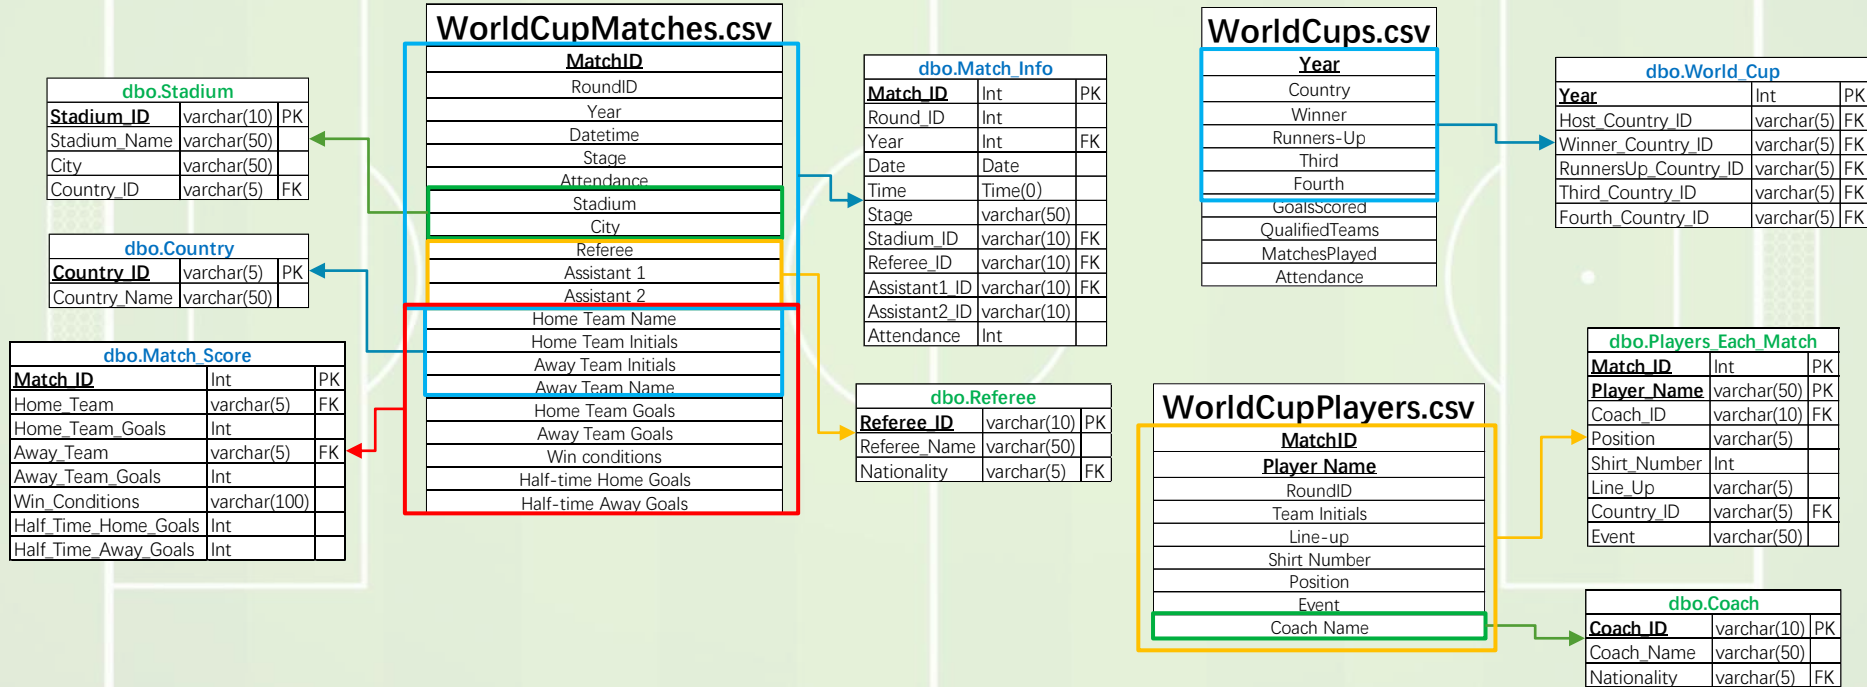 WorldCupMatches.csv
MatchID
RoundID
Year
Datetime
Stage
Attendance
Stadium
City
Referee
Assistant 1
Assistant 2
Home Team Name
Home Team Initials
Away Team Initials
Away Team Name
Home Team Goals
Away Team Goals
Win conditions
Half-time Home Goals
Half-time Away Goals
dbo.Stadium
Stadium_ID varchar(10) PK
Stadium_Name varchar(50)
City varchar(50)
Country_ID varchar(5) FK
dbo.Country
Country_ID varchar(5) PK
Country_Name varchar(50)
dbo.Match_Score
Match_ID Int PK
Home_Team varchar(5) FK
Home_Team_Goals Int
Away_Team varchar(5) FK
Away_Team_Goals Int
Win_Conditions varchar(100)
Half_Time_Home_Goals Int
Half_Time_Away_Goals Int
dbo.Match_Info
Match_ID Int PK
Round_ID Int
Year Int FK
Date Date
Time Time(0)
Stage varchar(50)
Stadium_ID varchar(10) FK
Referee_ID varchar(10) FK
Assistant1_ID varchar(10) FK
Assistant2_ID varchar(10)
Attendance Int
dbo.Referee
Referee_ID varchar(10) PK
Referee_Name varchar(50)
Nationality varchar(5) FK
WorldCups.csv
Year
Country
Winner
Runners-Up
Third
Fourth
GoalsScored
QualifiedTeams
MatchesPlayed
Attendance
dbo.World_Cup
Year Int PK
Host_Country_ID varchar(5) FK
Winner_Country_ID varchar(5) FK
RunnersUp_Country_ID varchar(5) FK
Third_Country_ID varchar(5) FK
Fourth_Country_ID varchar(5) FK
WorldCupPlayers.csv
MatchID
Player Name
RoundID
Team Initials
Line-up
Shirt Number
Position
Event
Coach Name
dbo.Players_Each_Match
Match_ID Int PK
Player_Name varchar(50) PK
Coach_ID varchar(10) FK
Position varchar(5)
Shirt_Number Int
Line_Up varchar(5)
Country_ID varchar(5) FK
Event varchar(50)
dbo.Coach
Coach_ID varchar(10) PK
Coach_Name varchar(50)
Nationality varchar(5) FK